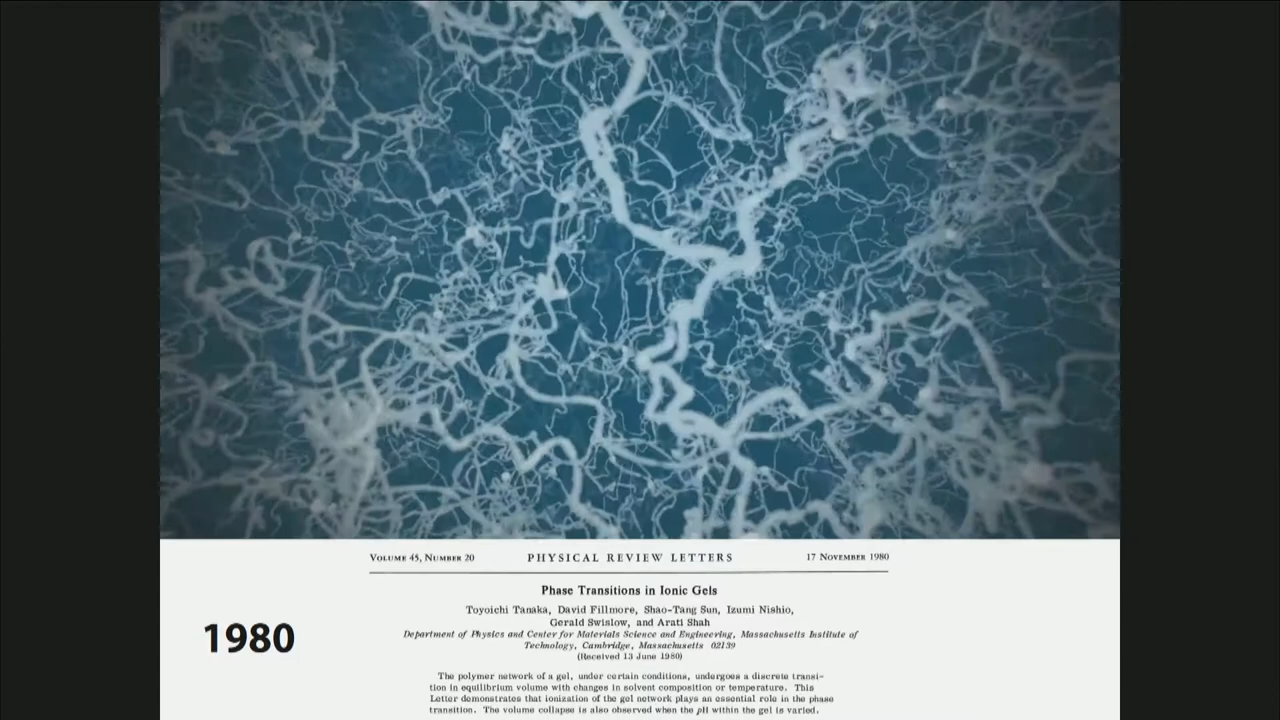 VOLUME 45, NUMBER 20 PHYSICAL REVIEW LETTERS 17 NOVEMBER 1980
Phase Transitions in Ionic Gels
Toyoichi Tanaka, David Fillmore, Shao-Tang Sun, Izumi Nishio,
Gerald Swislow, and Arati Shah
Department of Physics and Center for Materials Science and Engineering, Massachusetts Institute of
Technology, Cambridge, Massachusetts 02139
(Received 13 June 1980)
1980
The polymer network of a gel, under certain conditions, undergoes a discrete transi-
tion in equilibrium volume with changes in solvent composition or temperature. This
Letter demonstrates that ionization of the gel network plays an essential role in the phase
transition. The volume collapse is also observed when the pH within the gel is varied.